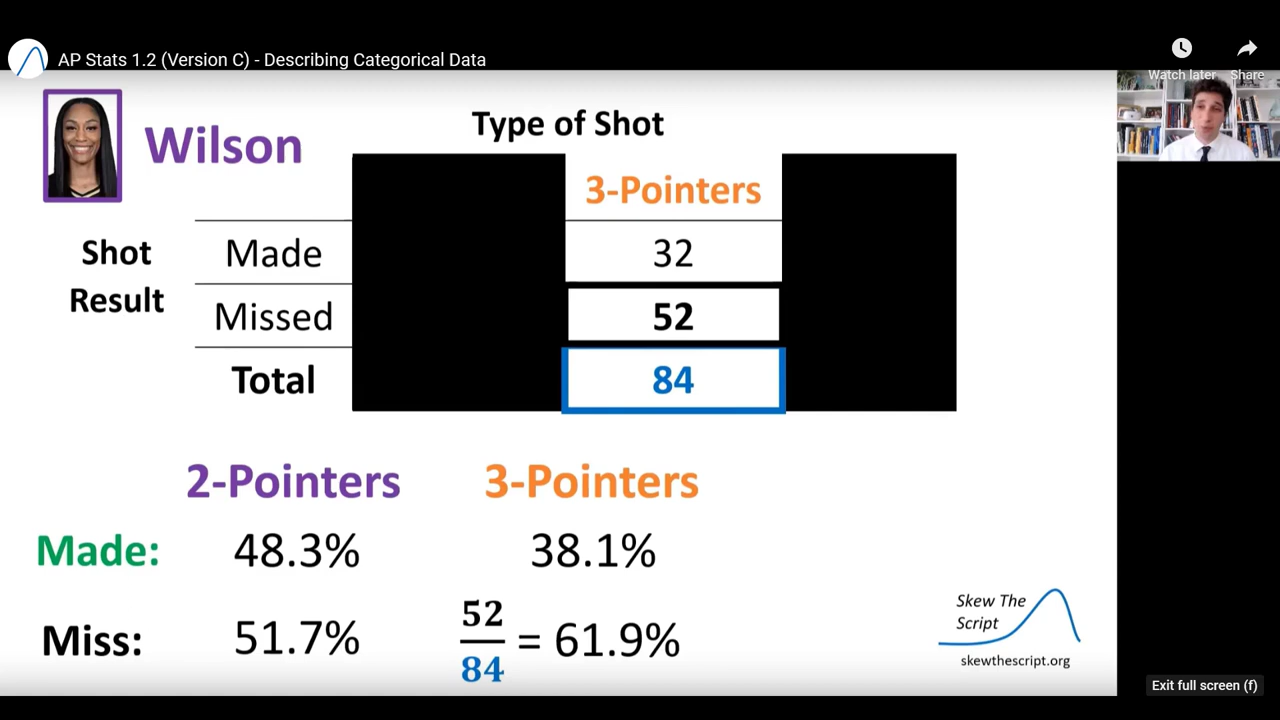 AP Stats 1.2 (Version C) - Describing Categorical Data
Watch later
Share
Wilson
Type of Shot
3-Pointers
Shot
Result
Made
32
Missed
52
Total
84
2-Pointers
3-Pointers
Made:
48.3%
38.1%
Miss:
51.7%
52
84
= 61.9%
Skew The
Script
skewthescript.org
Exit full screen (f)